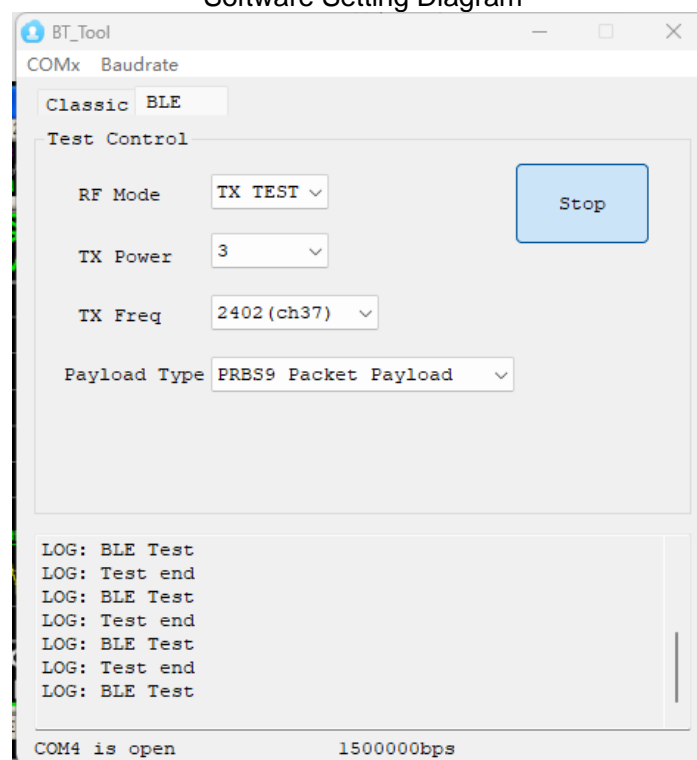 Software Setting Diagram
BT_Tool
COMx Baudrate
Classic BLE
Test Control
RF Mode TX TEST
Stop
TX Power 3
TX Freq 2402(ch37)
Payload Type PRBS9 Packet Payload
LOG: BLE Test
LOG: Test end
LOG: BLE Test
LOG: Test end
LOG: BLE Test
LOG: Test end
LOG: BLE Test
COM4 is open 1500000bps